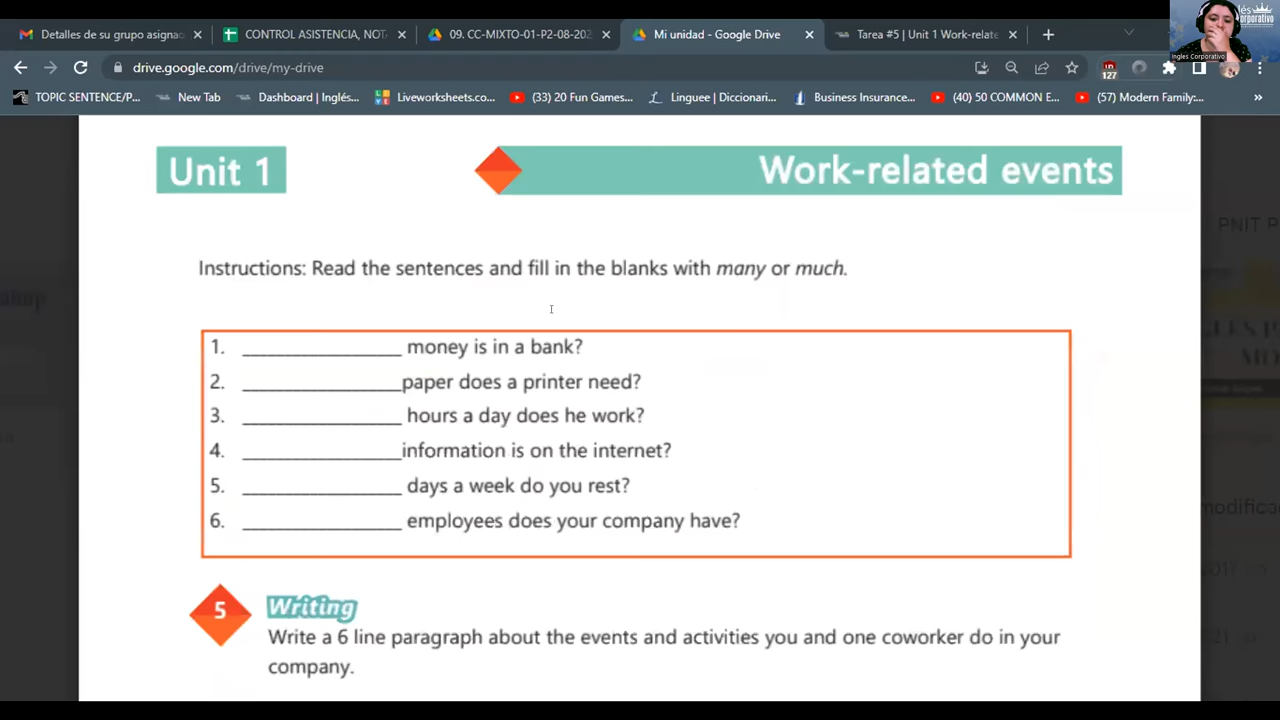 Detalles de su grupo asignad
CONTROL ASISTENCIA, NOT
09. CC-MIXTO-01-P2-08-202
Mi unidad - Google Drive
Tarea #5 | Unit 1 Work-relate
drive.google.com/drive/my-drive
127
TOPIC SENTENCE/P...
New Tab
Dashboard | Inglés...
Liveworksheets.co...
(33) 20 Fun Games...
Linguee | Diccionari...
Business Insurance...
(40) 50 COMMON E...
(57) Modern Family:...
Ingles Corporativo
Unit 1
Work-related events
Instructions: Read the sentences and fill in the blanks with many or much.
1. ________________ money is in a bank?
2. ________________paper does a printer need?
3. ________________ hours a day does he work?
4. ________________information is on the internet?
5. ________________ days a week do you rest?
6. ________________ employees does your company have?
5
Writing
Write a 6 line paragraph about the events and activities you and one coworker do in your
company.